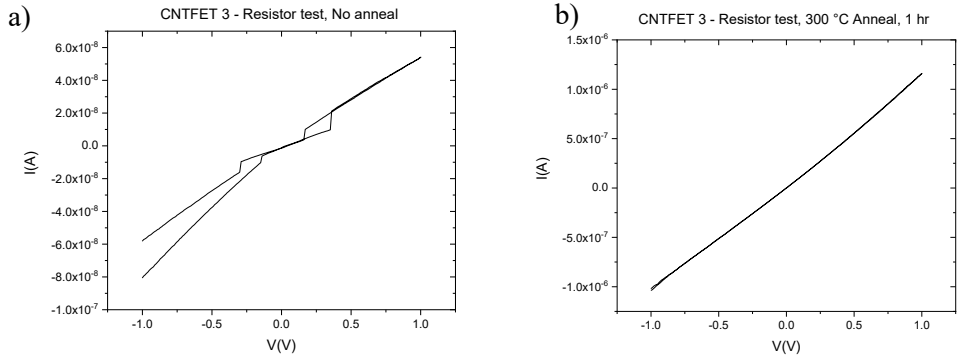 a)
CNTFET 3 - Resistor test, No anneal
6.0x10⁻⁸
4.0x10⁻⁸
2.0x10⁻⁸
0.0
-2.0x10⁻⁸
-4.0x10⁻⁸
-6.0x10⁻⁸
-8.0x10⁻⁸
-1.0x10⁻⁷
I(A)
-1.0 -0.5 0.0 0.5 1.0
V(V)
b)
CNTFET 3 - Resistor test, 300 °C Anneal, 1 hr
1.5x10⁻⁶
1.0x10⁻⁶
5.0x10⁻⁷
0.0
-5.0x10⁻⁷
-1.0x10⁻⁶
I(A)
-1.0 -0.5 0.0 0.5 1.0
V(V)